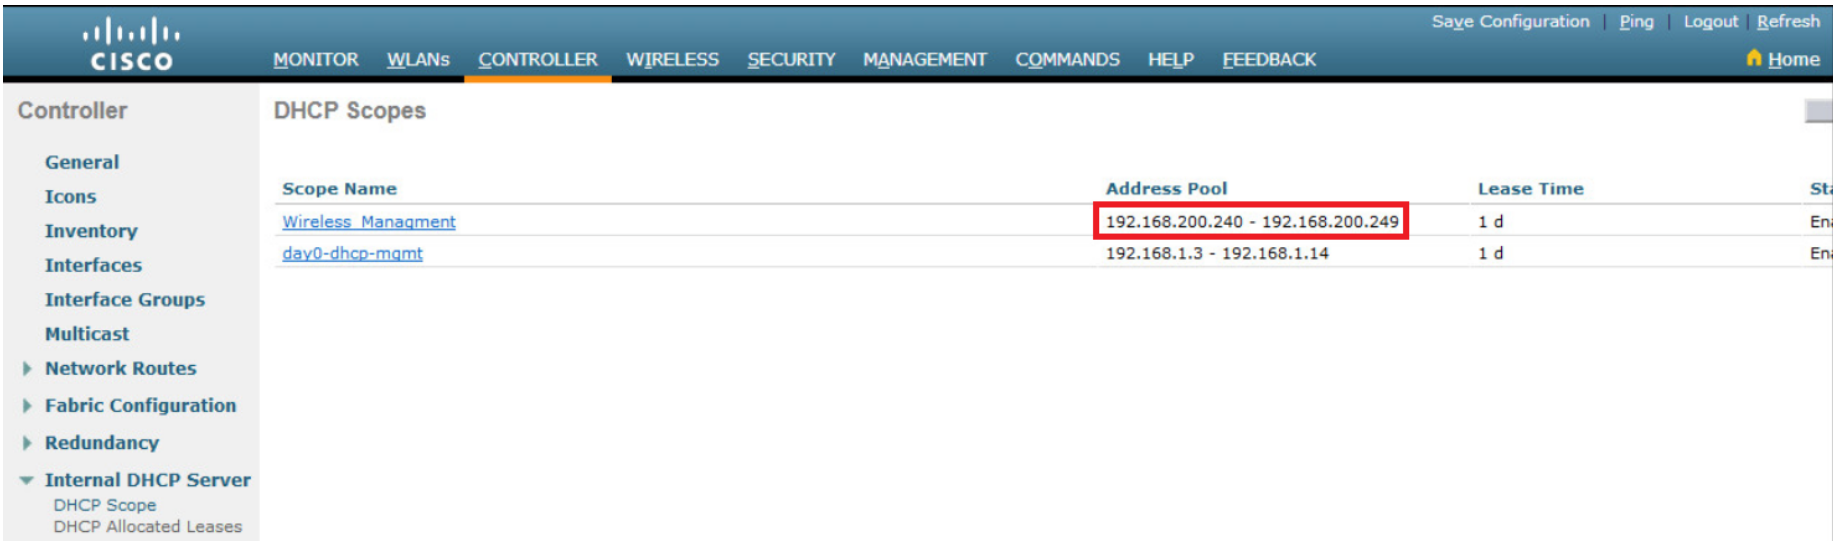 Save Configuration | Ping | Logout | Refresh
CISCO
MONITOR WLANs CONTROLLER WIRELESS SECURITY MANAGEMENT COMMANDS HELP FEEDBACK
Home
Controller
General
Icons
Inventory
Interfaces
Interface Groups
Multicast
Network Routes
Fabric Configuration
Redundancy
Internal DHCP Server
DHCP Scope
DHCP Allocated Leases
DHCP Scopes
Scope Name Address Pool Lease Time Sta
Wireless_Managment 192.168.200.240 - 192.168.200.249 1 d Ena
day0-dhcp-mgmt 192.168.1.3 - 192.168.1.14 1 d Ena